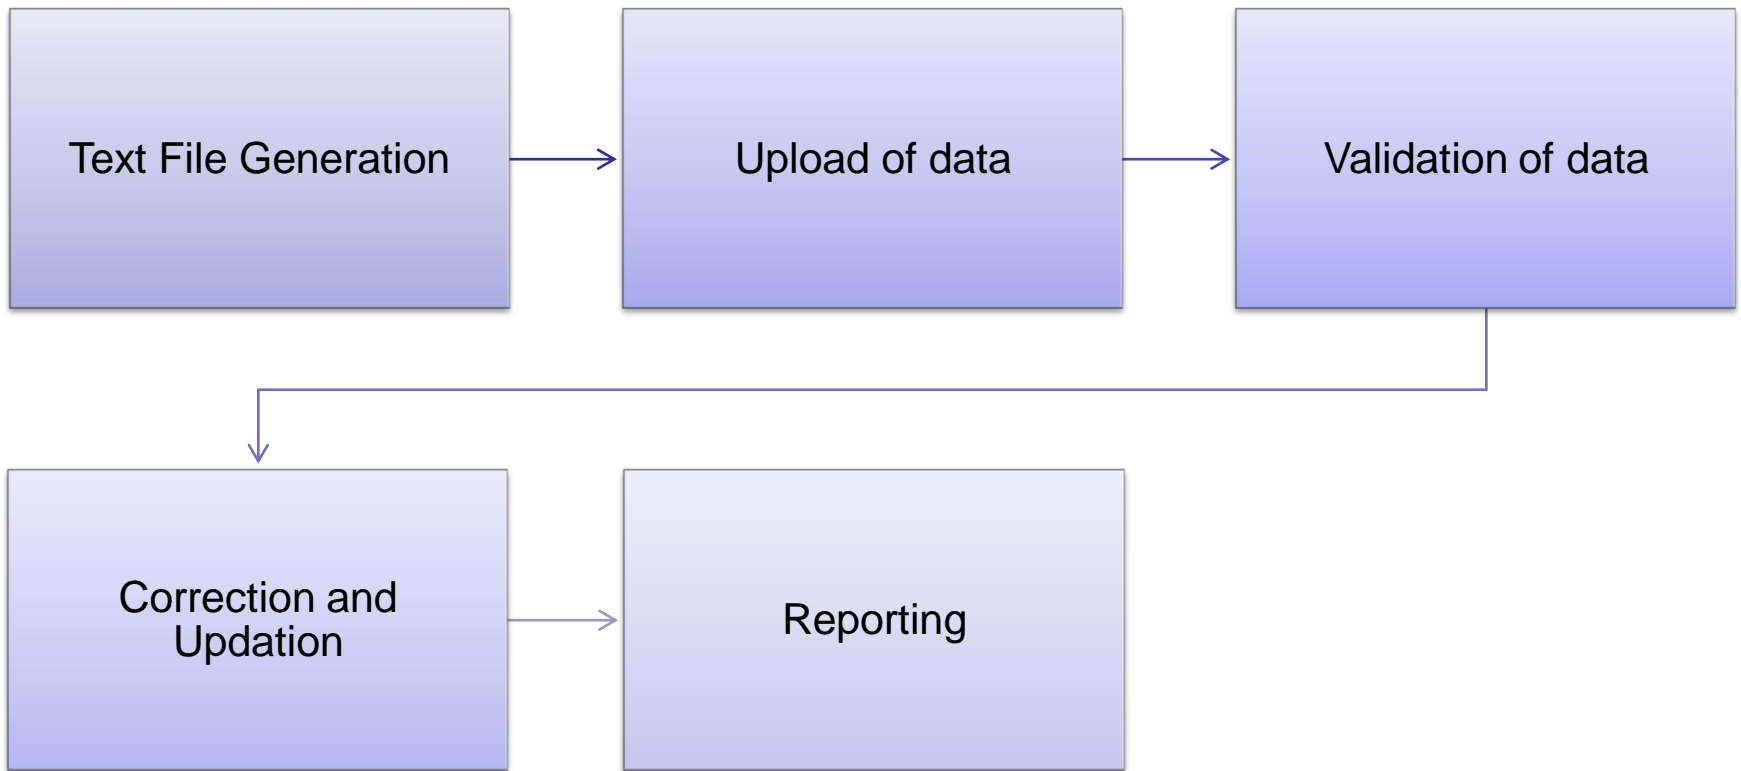 Text File Generation
Upload of data
Validation of data
Correction and
Updation
Reporting